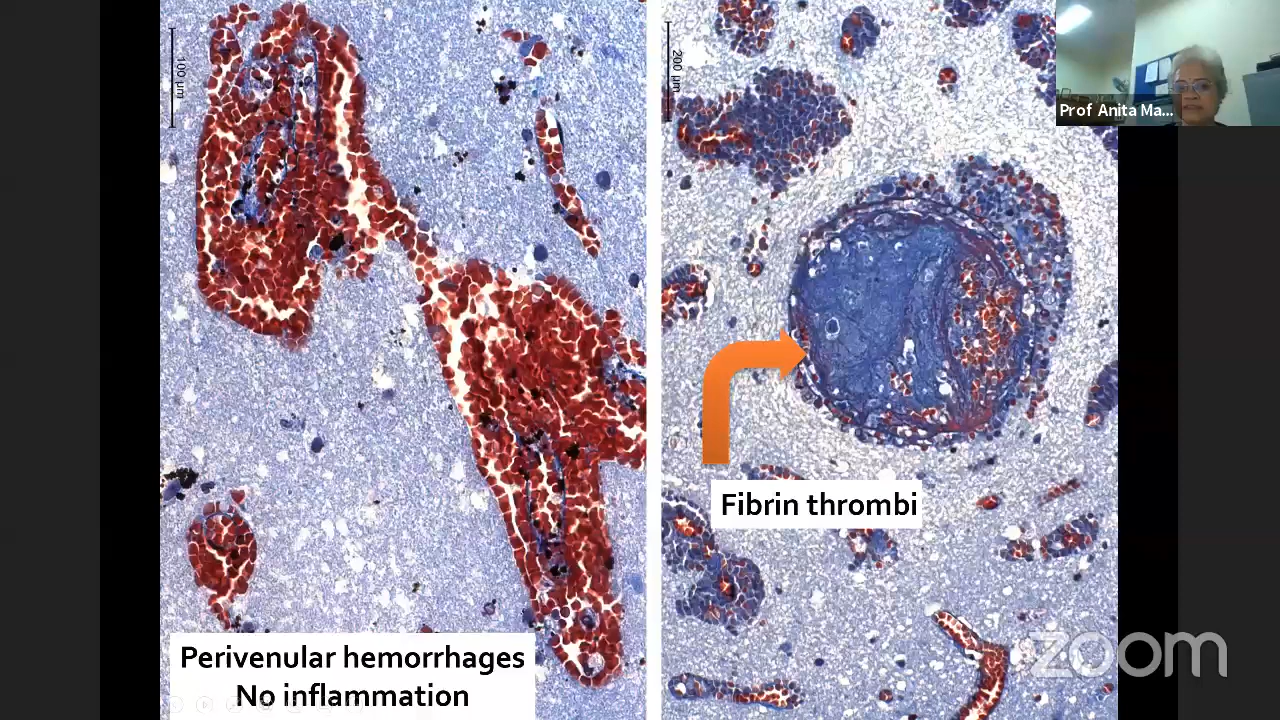 100 µm
200 µm
Prof Anita Ma...
Fibrin thrombi
Perivenular hemorrhages
No inflammation
zoom